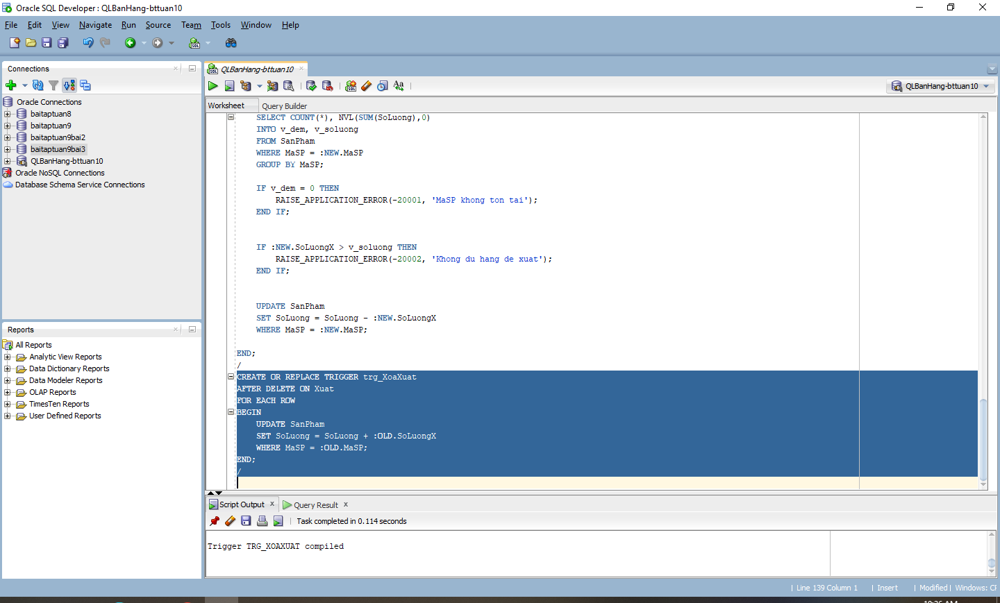 Oracle SQL Developer : QLBanHang-bttuan10
File Edit View Navigate Run Source Team Tools Window Help
Connections
Oracle Connections
baitaptuan8
baitaptuan9
baitaptuan9bai2
baitaptuan9bai3
QLBanHang-bttuan10
Oracle NoSQL Connections
Database Schema Service Connections
Reports
All Reports
Analytic View Reports
Data Dictionary Reports
Data Modeler Reports
OLAP Reports
TimesTen Reports
User Defined Reports
QLBanHang-bttuan10
QLBanHang-bttuan10
Worksheet Query Builder
SELECT COUNT(*), NVL(SUM(SoLuong),0)
INTO v_dem, v_soluong
FROM SanPham
WHERE MaSP = :NEW.MaSP
GROUP BY MaSP;
IF v_dem = 0 THEN
RAISE_APPLICATION_ERROR(-20001, 'MaSP khong ton tai');
END IF;
IF :NEW.SoLuongX > v_soluong THEN
RAISE_APPLICATION_ERROR(-20002, 'Khong du hang de xuat');
END IF;
UPDATE SanPham
SET SoLuong = SoLuong - :NEW.SoLuongX
WHERE MaSP = :NEW.MaSP;
END;
/
CREATE OR REPLACE TRIGGER trg_XoaXuat
AFTER DELETE ON Xuat
FOR EACH ROW
BEGIN
UPDATE SanPham
SET SoLuong = SoLuong + :OLD.SoLuongX
WHERE MaSP = :OLD.MaSP;
END;
/
Script Output x Query Result x
Task completed in 0.114 seconds
Trigger TRG_XOAXUAT compiled
Line 139 Column 1 | Insert | Modified | Windows: